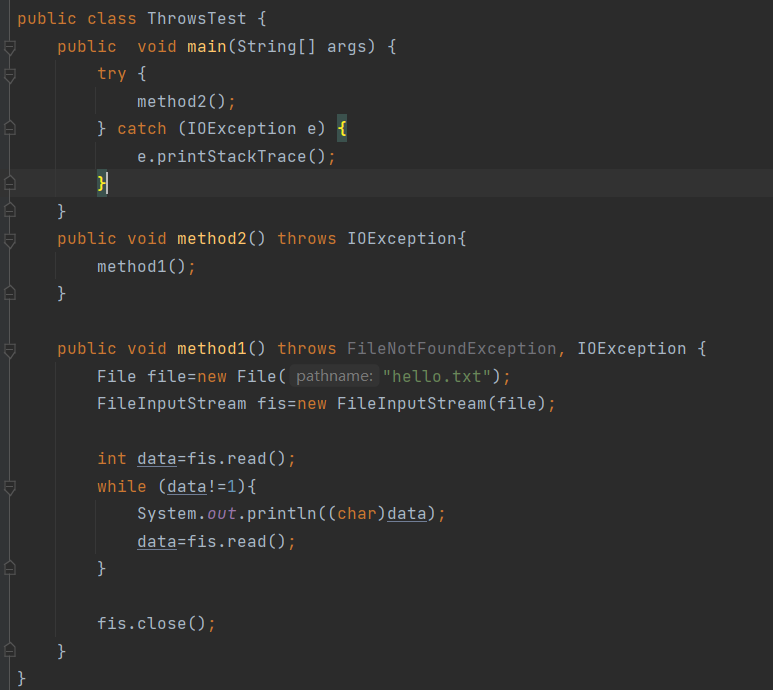 public class ThrowsTest {
    public  void main(String[] args) {
        try {
            method2();
        } catch (IOException e) {
            e.printStackTrace();
        }
    }
    public void method2() throws IOException{
        method1();
    }
    public void method1() throws FileNotFoundException, IOException {
        File file=new File( pathname: "hello.txt");
        FileInputStream fis=new FileInputStream(file);
        int data=fis.read();
        while (data!=1){
            System.out.println((char)data);
            data=fis.read();
        }
        fis.close();
    }
}